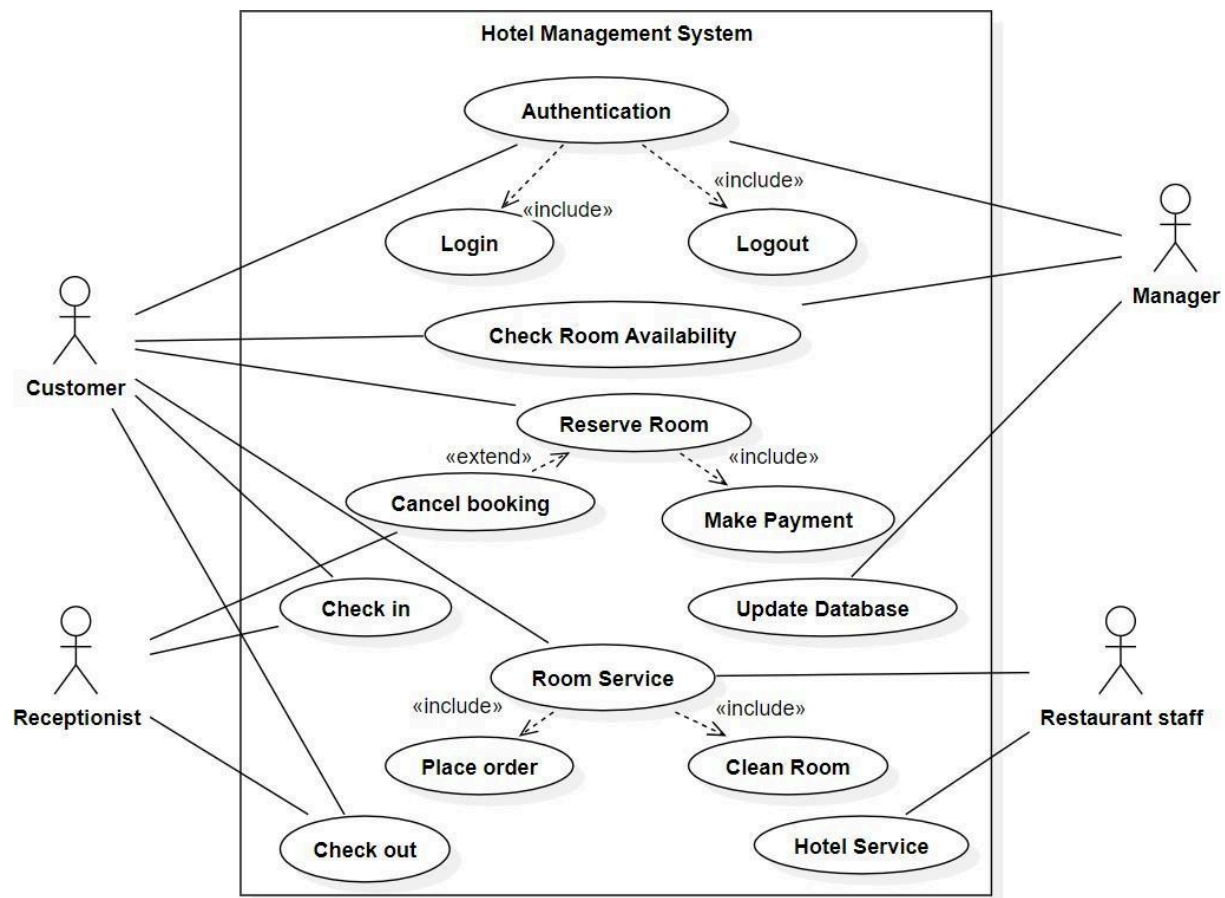 Hotel Management System
Authentication
«include»
«include»
Login
Logout
Manager
Check Room Availability
Customer
Reserve Room
«extend»
«include»
Cancel booking
Make Payment
Check in
Update Database
Room Service
Receptionist
«include»
«include»
Restaurant staff
Place order
Clean Room
Check out
Hotel Service